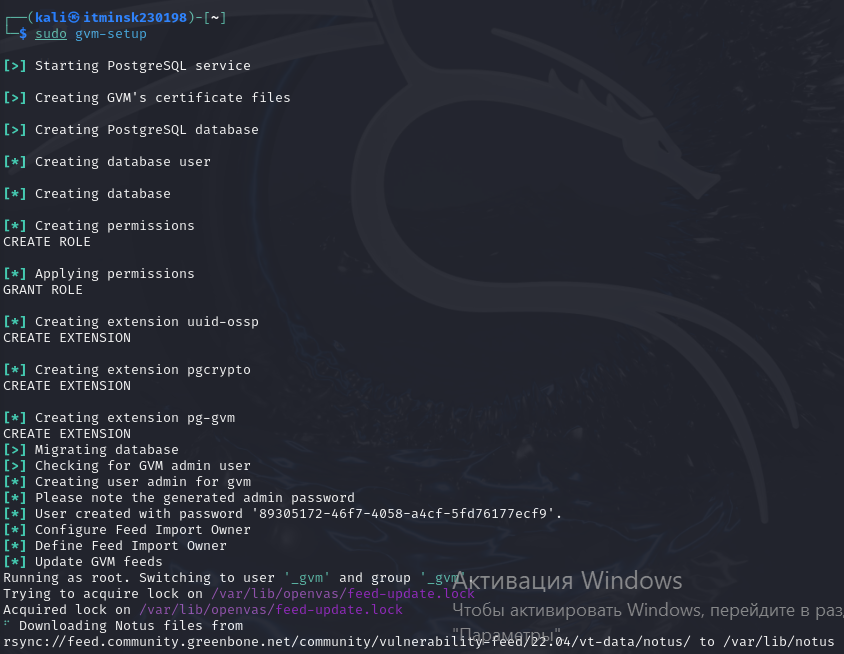 ┌──(kali㉿itminsk230198)-[~]
└─$ sudo gvm-setup
[>] Starting PostgreSQL service
[>] Creating GVM's certificate files
[>] Creating PostgreSQL database
[*] Creating database user
[*] Creating database
[*] Creating permissions
CREATE ROLE
[*] Applying permissions
GRANT ROLE
[*] Creating extension uuid-ossp
CREATE EXTENSION
[*] Creating extension pgcrypto
CREATE EXTENSION
[*] Creating extension pg-gvm
CREATE EXTENSION
[>] Migrating database
[>] Checking for GVM admin user
[*] Creating user admin for gvm
[*] Please note the generated admin password
[*] User created with password '89305172-46f7-4058-a4cf-5fd76177ecf9'.
[*] Configure Feed Import Owner
[*] Define Feed Import Owner
[*] Update GVM feeds
Running as root. Switching to user '_gvm' and group '_gvm'.
Trying to acquire lock on /var/lib/openvas/feed-update.lock
Acquired lock on /var/lib/openvas/feed-update.lock
⠋ Downloading Notus files from
rsync://feed.community.greenbone.net/community/vulnerability-feed/22.04/vt-data/notus/ to /var/lib/notus
Активация Windows
Чтобы активировать Windows, перейдите в раз
"Параметры".